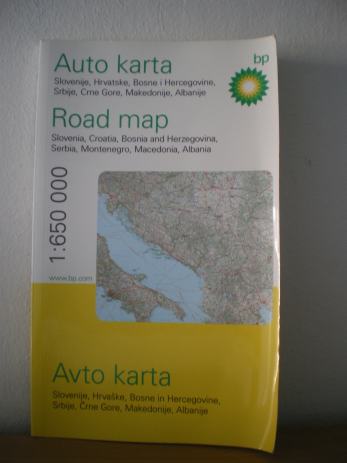 Auto karta
bp
Slovenije, Hrvatske, Bosne i Hercegovine,
Srbije, Crne Gore, Makedonije, Albanije
Road map
Slovenia, Croatia, Bosnia and Herzegovina,
Serbia, Montenegro, Macedonia, Albania
1:650 000
www.bp.com
Avto karta
Slovenije, Hrvaške, Bosne in Hercegovine,
Srbije, Črne Gore, Makedonije, Albanije